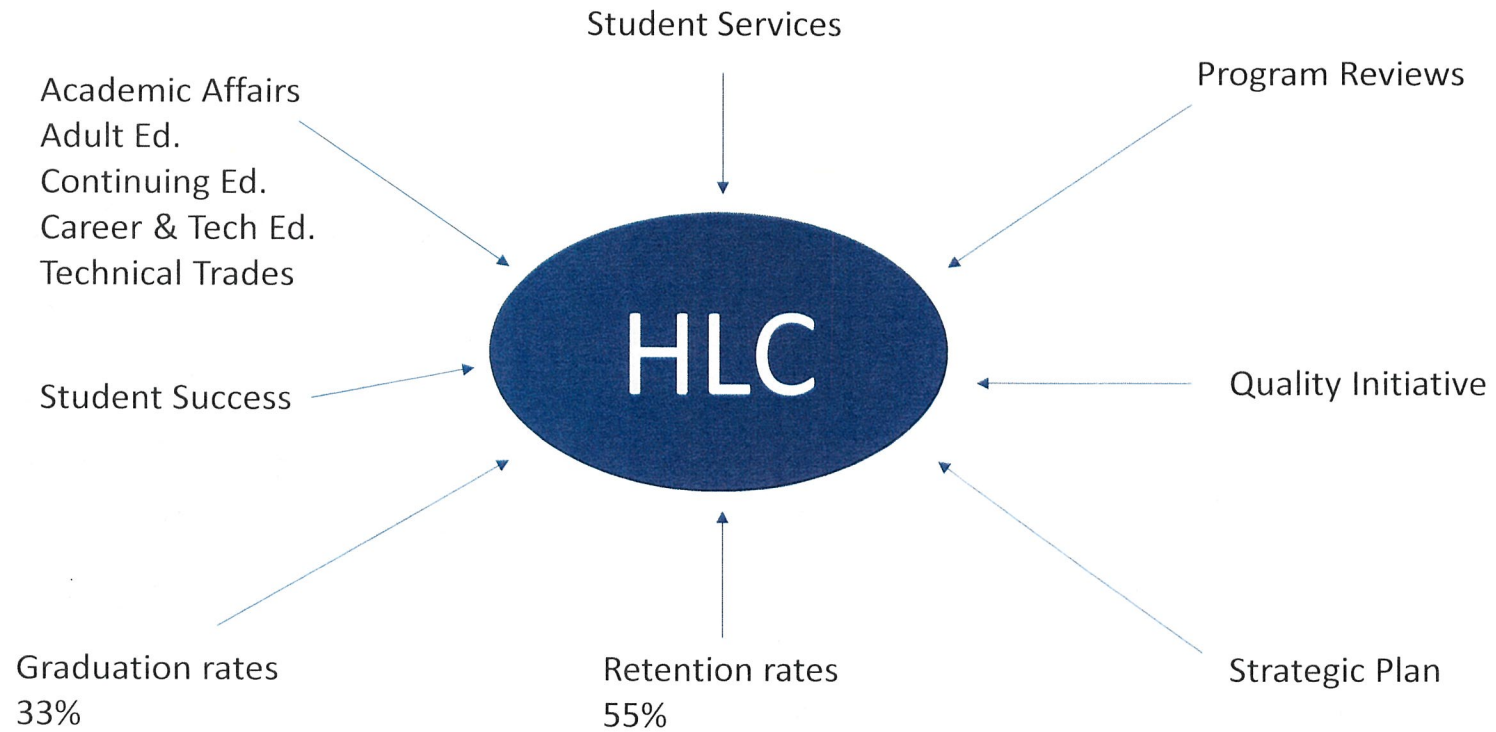 Student Services
Academic Affairs
Adult Ed.
Continuing Ed.
Career & Tech Ed.
Technical Trades
Program Reviews
HLC
Student Success
Quality Initiative
Graduation rates
33%
Retention rates
55%
Strategic Plan